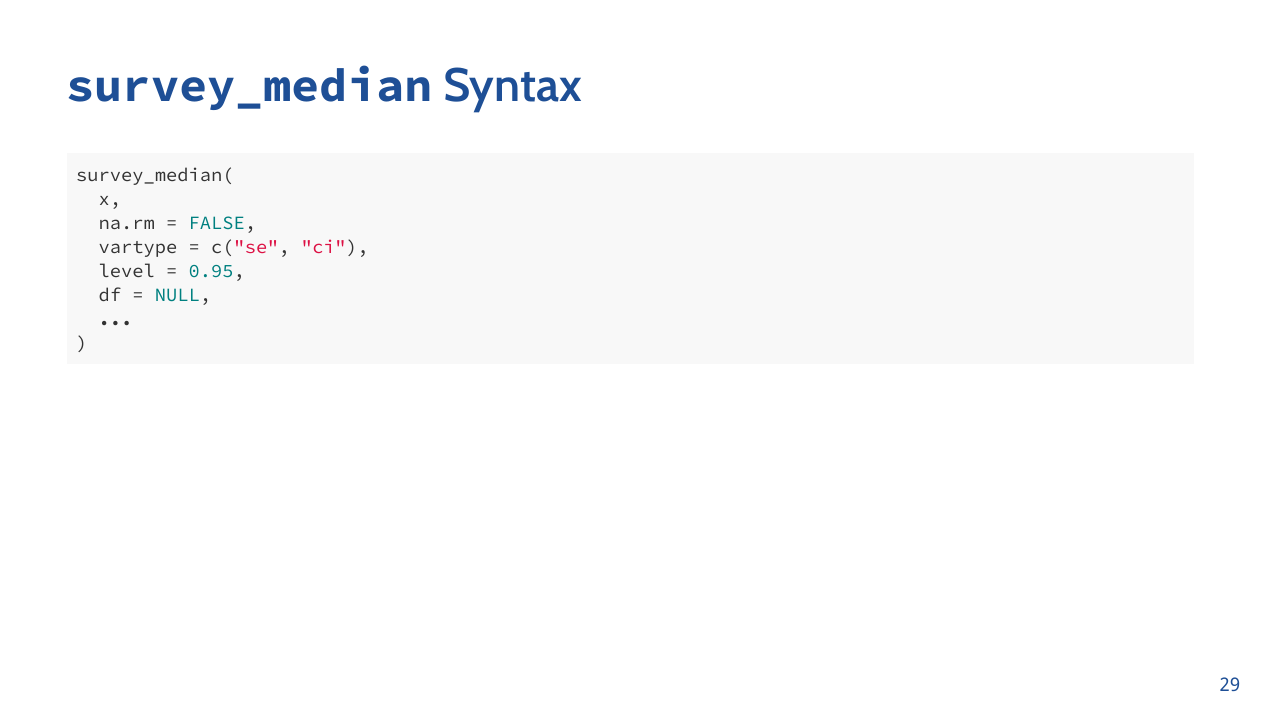 survey_median Syntax
survey_median(
  x,
  na.rm = FALSE,
  vartype = c("se", "ci"),
  level = 0.95,
  df = NULL,
  ...
)
29